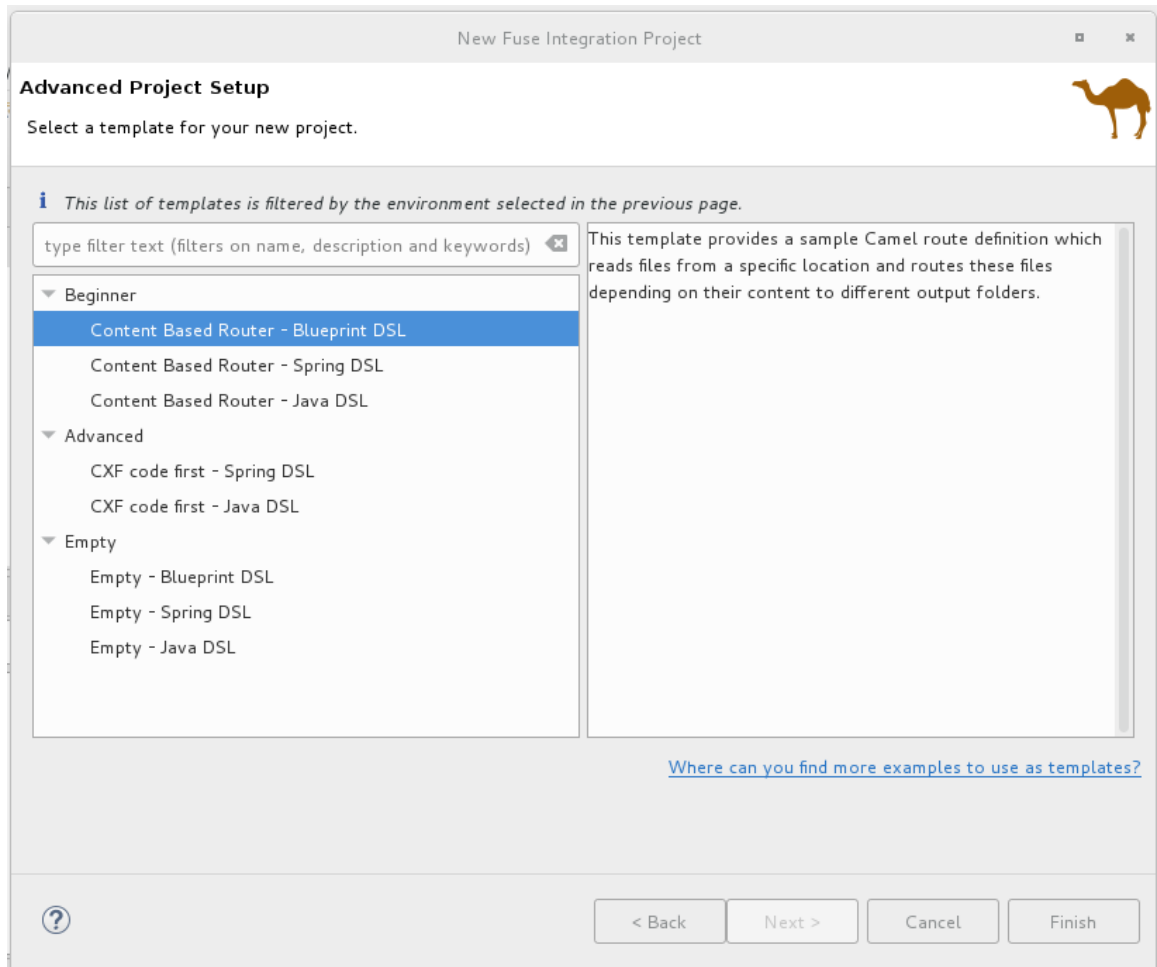 New Fuse Integration Project
Advanced Project Setup
Select a template for your new project.
i This list of templates is filtered by the environment selected in the previous page.
type filter text (filters on name, description and keywords)
Beginner
Content Based Router - Blueprint DSL
Content Based Router - Spring DSL
Content Based Router - Java DSL
Advanced
CXF code first - Spring DSL
CXF code first - Java DSL
Empty
Empty - Blueprint DSL
Empty - Spring DSL
Empty - Java DSL
This template provides a sample Camel route definition which
reads files from a specific location and routes these files
depending on their content to different output folders.
Where can you find more examples to use as templates?
?
< Back
Next >
Cancel
Finish